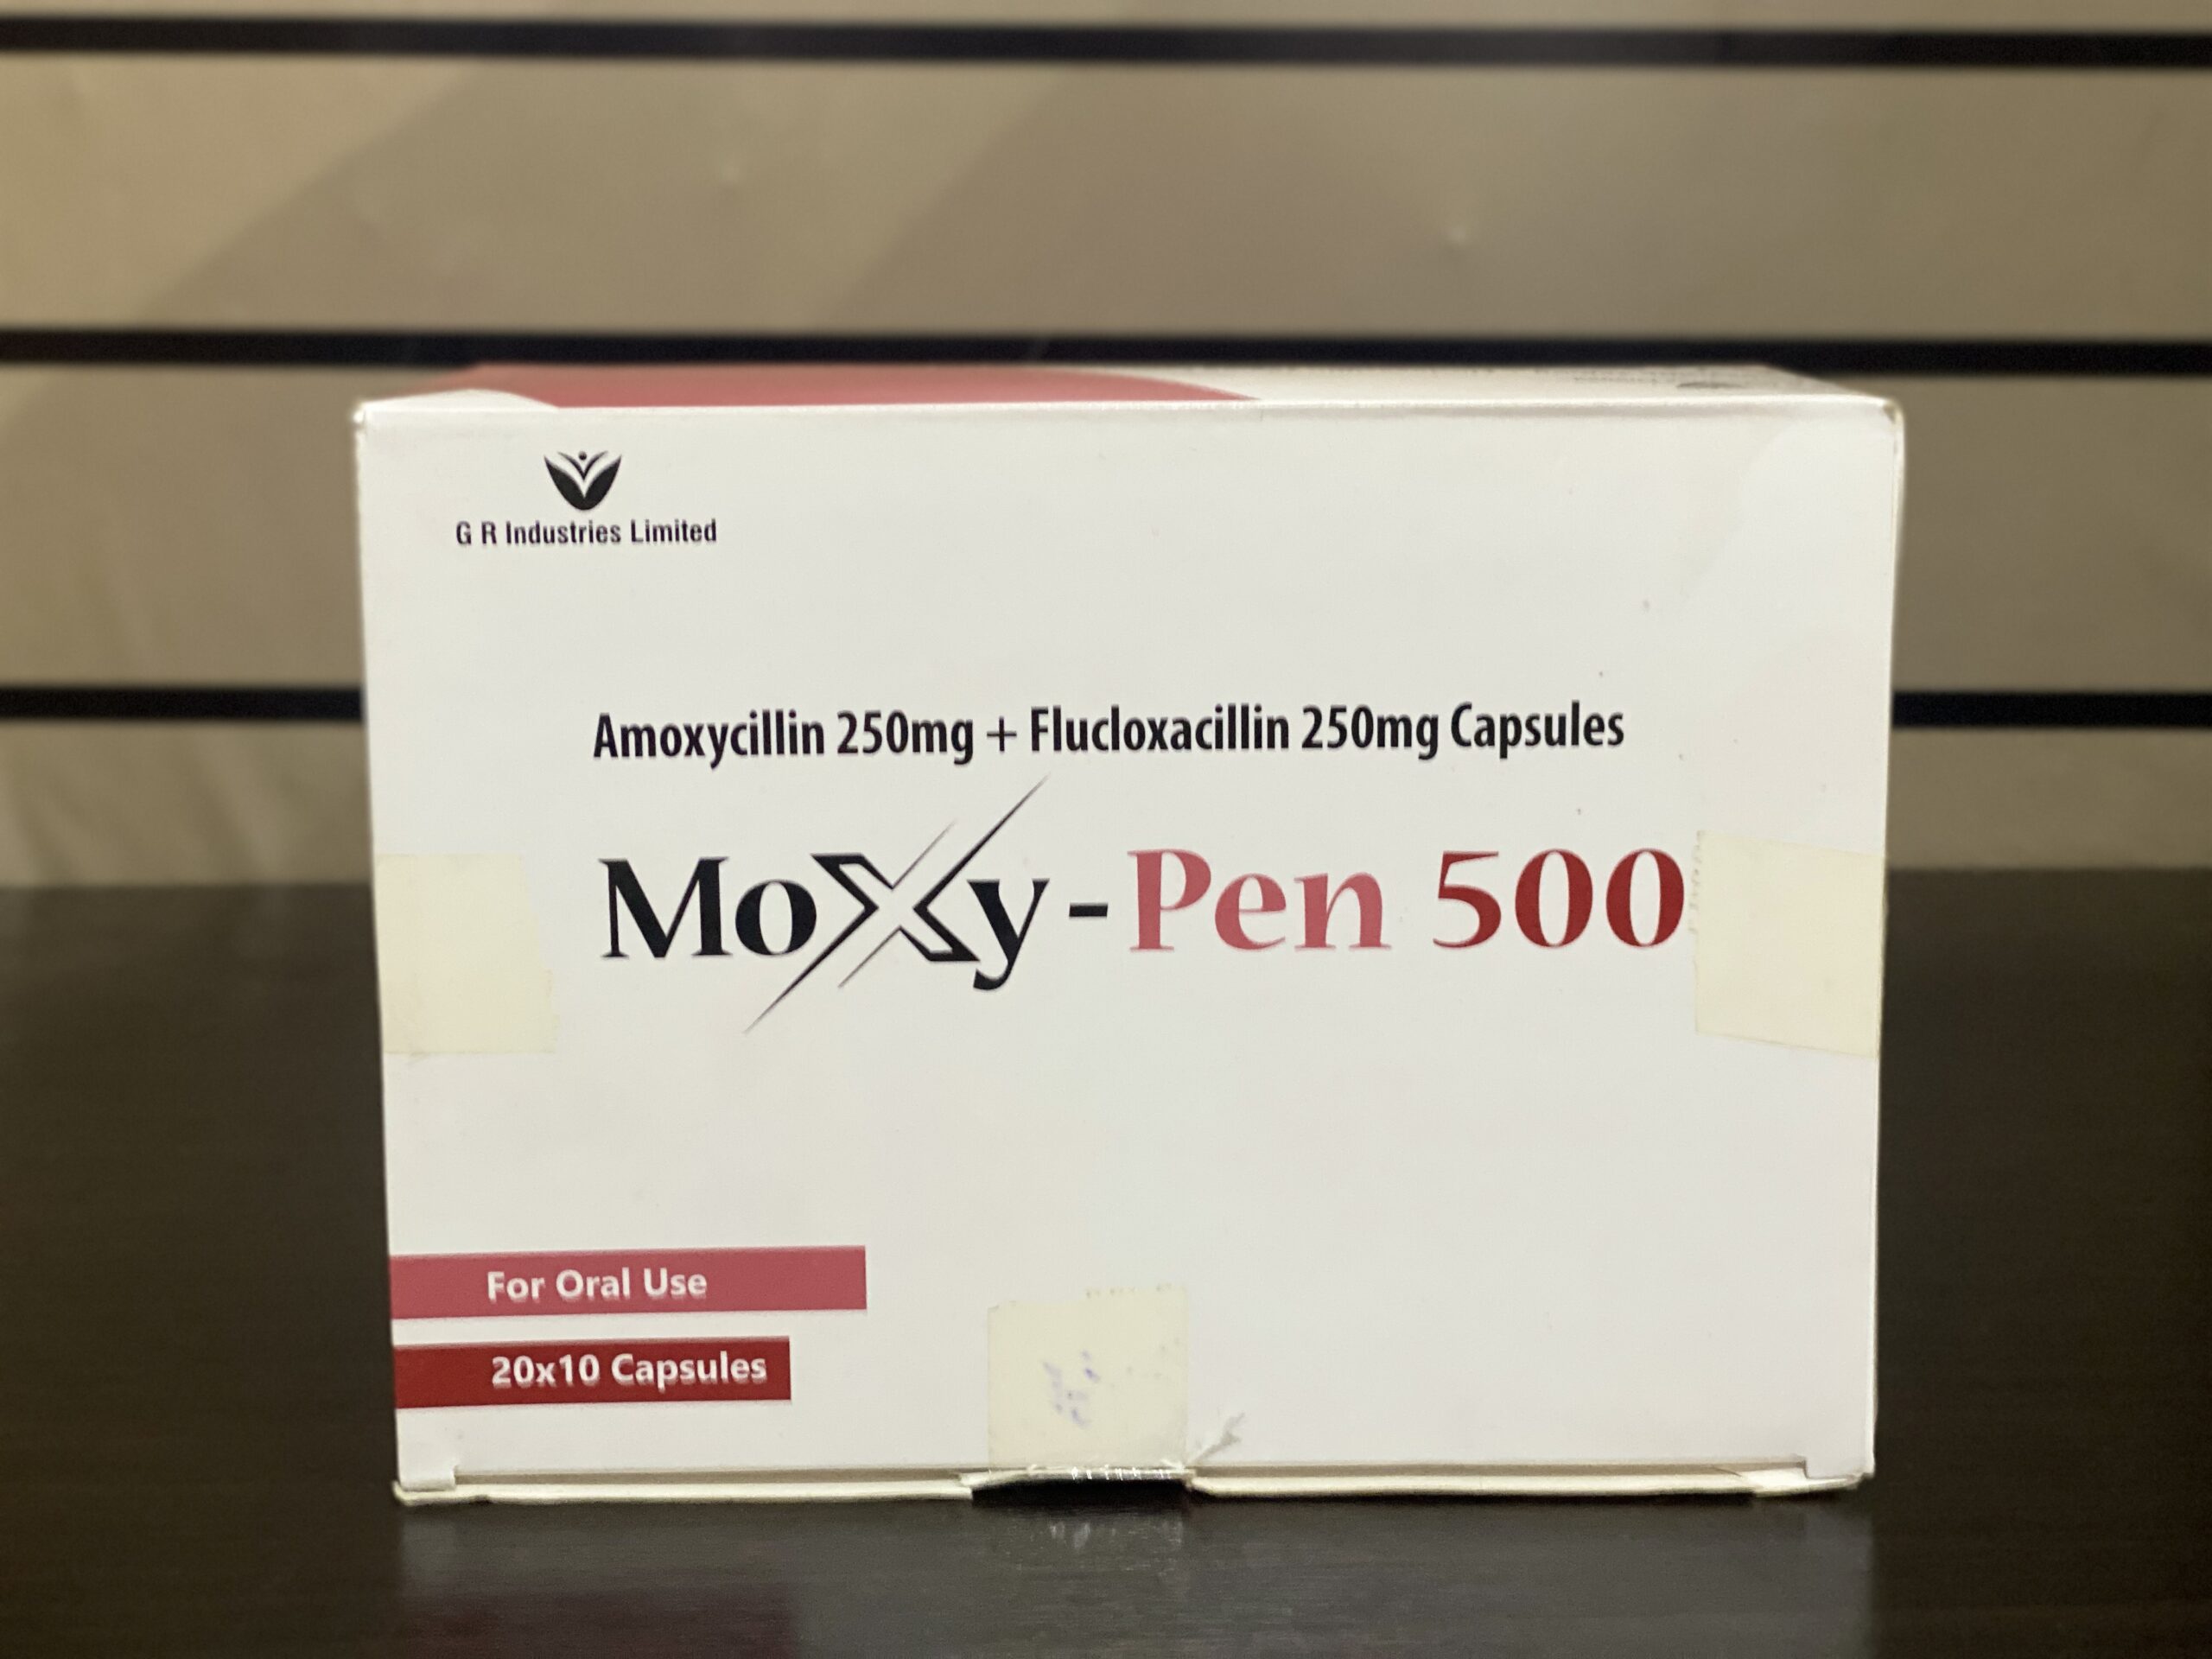 G R Industries Limited
Amoxycillin 250mg + Flucloxacillin 250mg Capsules
Moxy-Pen 500
For Oral Use
20x10 Capsules